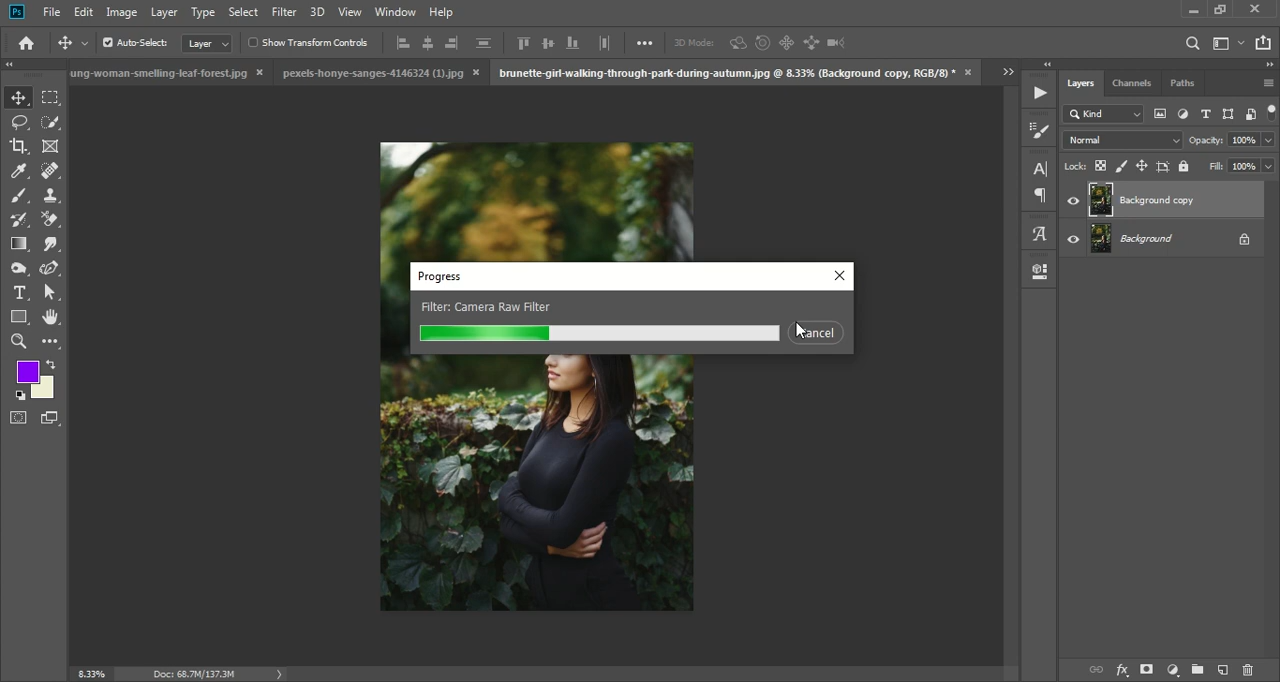 Ps File Edit Image Layer Type Select Filter 3D View Window Help
Auto-Select: Layer Show Transform Controls 3D Mode:
ung-woman-smelling-leaf-forest.jpg × pexels-honye-sanges-4146324 (1).jpg × brunette-girl-walking-through-park-during-autumn.jpg @ 8.33% (Background copy, RGB/8) * ×
Layers Channels Paths
Kind
Normal Opacity: 100%
Lock: Fill: 100%
Background copy
Background
Progress
Filter: Camera Raw Filter
Cancel
8.33% Doc: 68.7M/137.3M